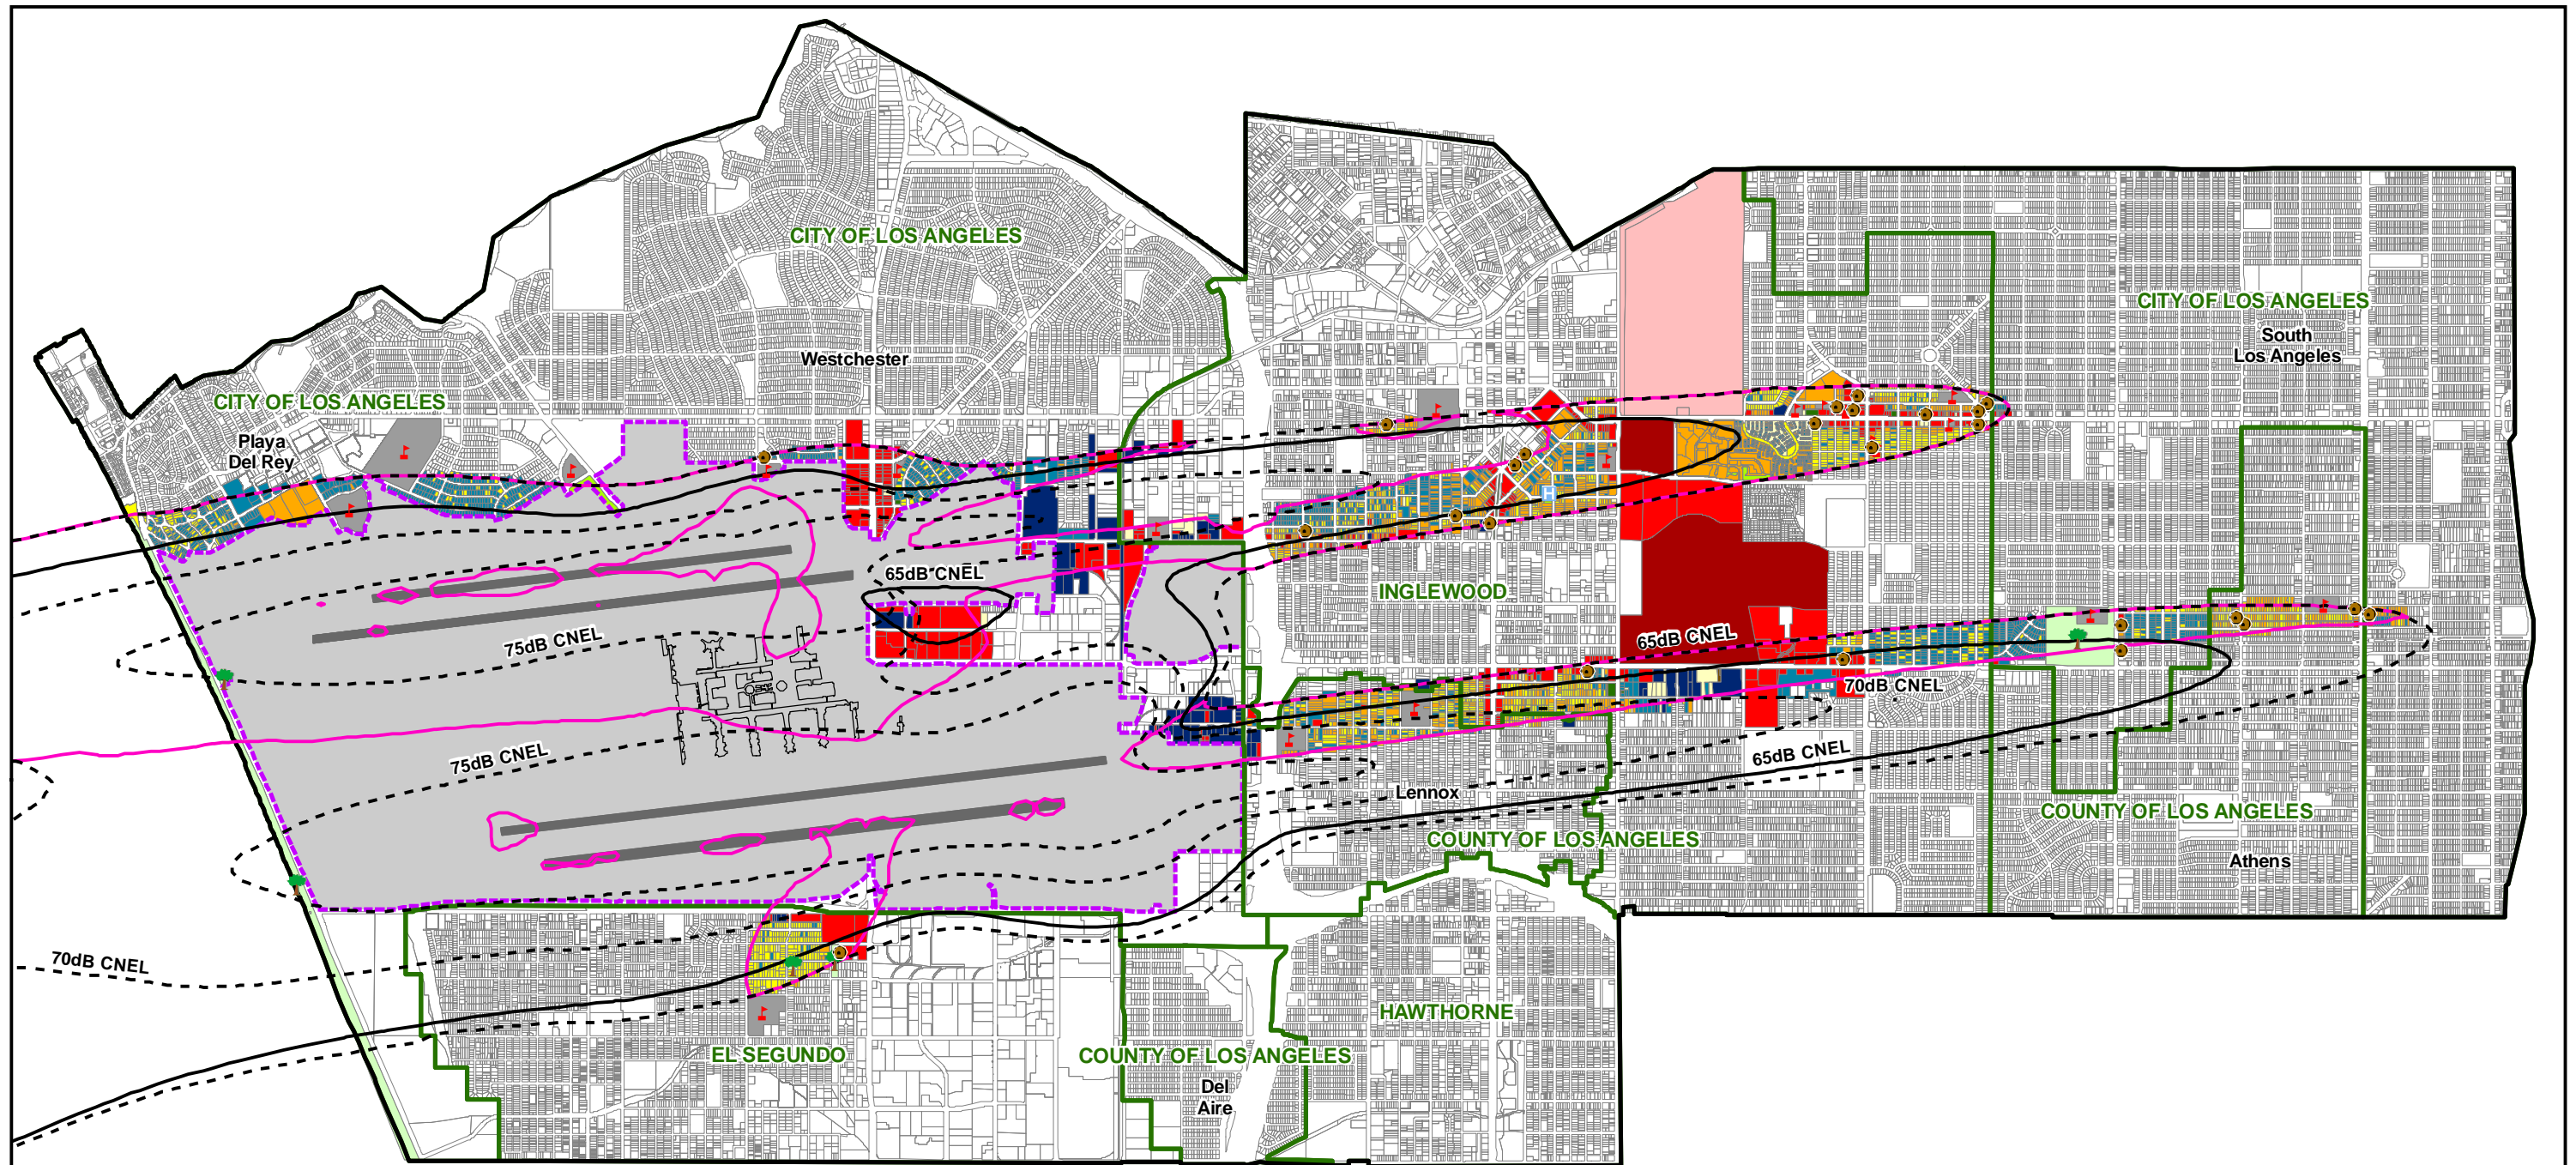 CITY OF LOS ANGELES
CITY OF LOS ANGELES
South
Los Angeles
Westchester
CITY OF LOS ANGELES
Playa
Del Rey
65dB CNEL
INGLEWOOD
75dB CNEL
65dB CNEL
70dB CNEL
75dB CNEL
65dB CNEL
Lennox
COUNTY OF LOS ANGELES
COUNTY OF LOS ANGELES
Athens
70dB CNEL
HAWTHORNE
EL SEGUNDO
COUNTY OF LOS ANGELES
Del
Aire
H